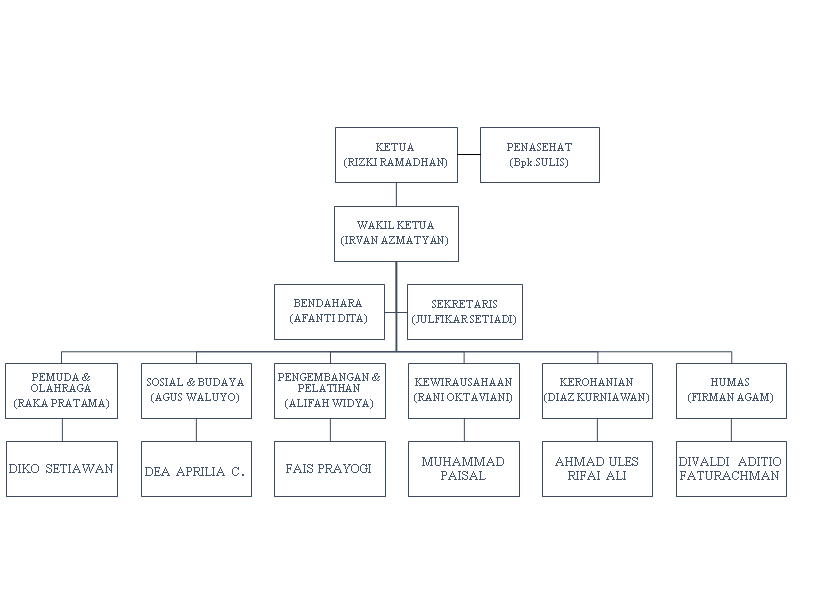 KETUA
(RIZKI RAMADHAN)
PENASEHAT
(Bpk.SULIS)
WAKIL KETUA
(IRVAN AZMATYAN)
BENDAHARA
(AFANTI DITA)
SEKRETARIS
(JULFIKAR SETIADI)
PEMUDA &
OLAHRAGA
(RAKA PRATAMA)
SOSIAL & BUDAYA
(AGUS WALUYO)
PENGEMBANGAN &
PELATIHAN
(ALIFAH WIDYA)
KEWIRAUSAHAAN
(RANI OKTAVIANI)
KEROHANIAN
(DIAZ KURNIAWAN)
HUMAS
(FIRMAN AGAM)
DIKO SETIAWAN
DEA APRILIA C.
FAIS PRAYOGI
MUHAMMAD
PAISAL
AHMAD ULES
RIFAI ALI
DIVALDI ADITIO
FATURACHMAN